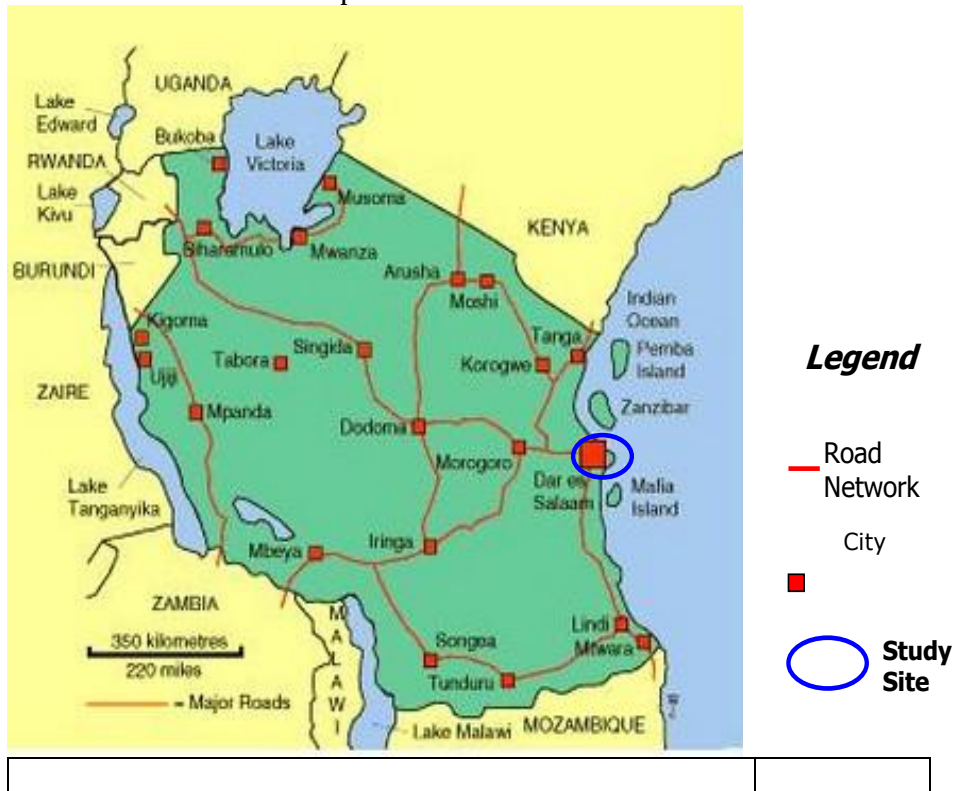 UGANDA
Lake
Edward
Bukoba
Lake
Victoria
RWANDA
Lake
Kivu
Musoma
KENYA
Biharamulo
Mwanza
BURUNDI
Arusha
Moshi
Indian
Ocean
Kigoma
Tanga
Pemba
Island
Singida
Tabora
Korogwe
Ujiji
ZAIRE
Zanzibar
Mpanda
Dodoma
Morogoro
Dar es
Salaam
Malia
Island
Lake
Tanganyika
Mbeya
Iringa
ZAMBIA
350 kilometres
220 miles
MALAWI
Songea
Lindi
Mtwara
Tunduru
= Major Roads
Lake Malawi
MOZAMBIQUE
Legend
Road
Network
City
Study
Site